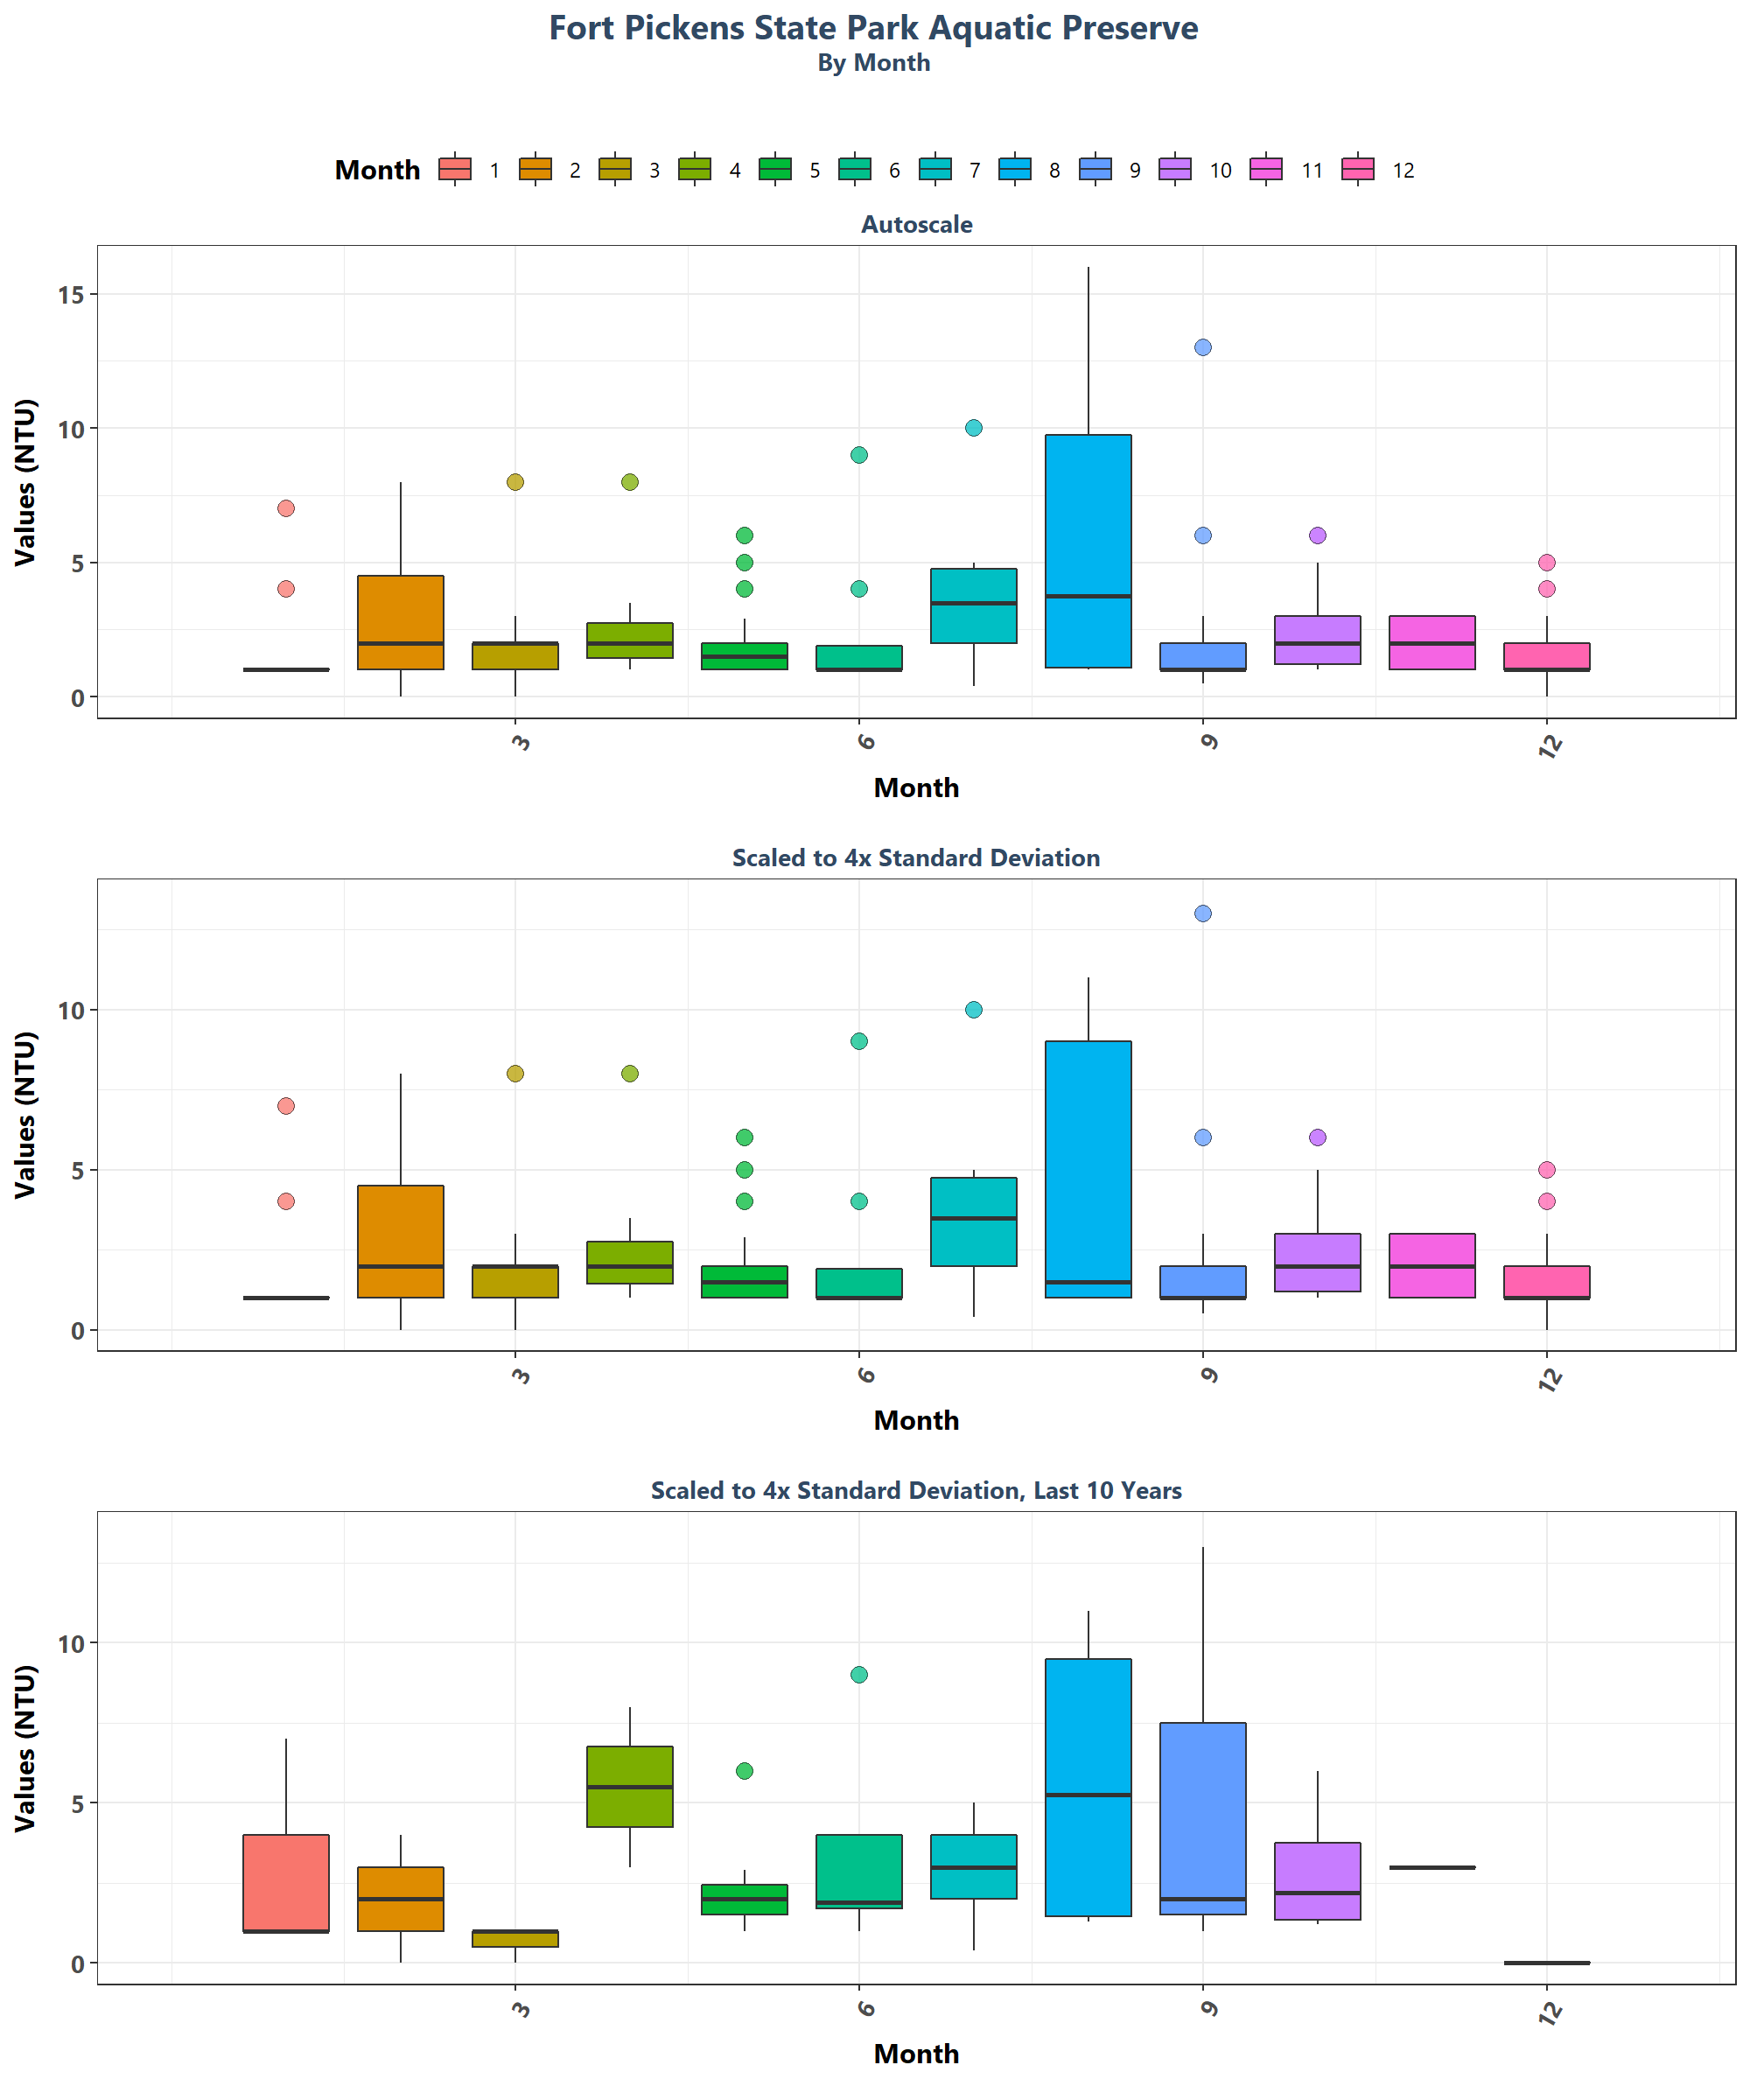 Fort Pickens State Park Aquatic Preserve
By Month
Month 1 2 3 4 5 6 7 8 9 10 11 12
Autoscale
Values (NTU)
15
10
5
0
3 6 9 12
Month
Scaled to 4x Standard Deviation
Values (NTU)
10
5
0
3 6 9 12
Month
Scaled to 4x Standard Deviation, Last 10 Years
Values (NTU)
10
5
0
3 6 9 12
Month